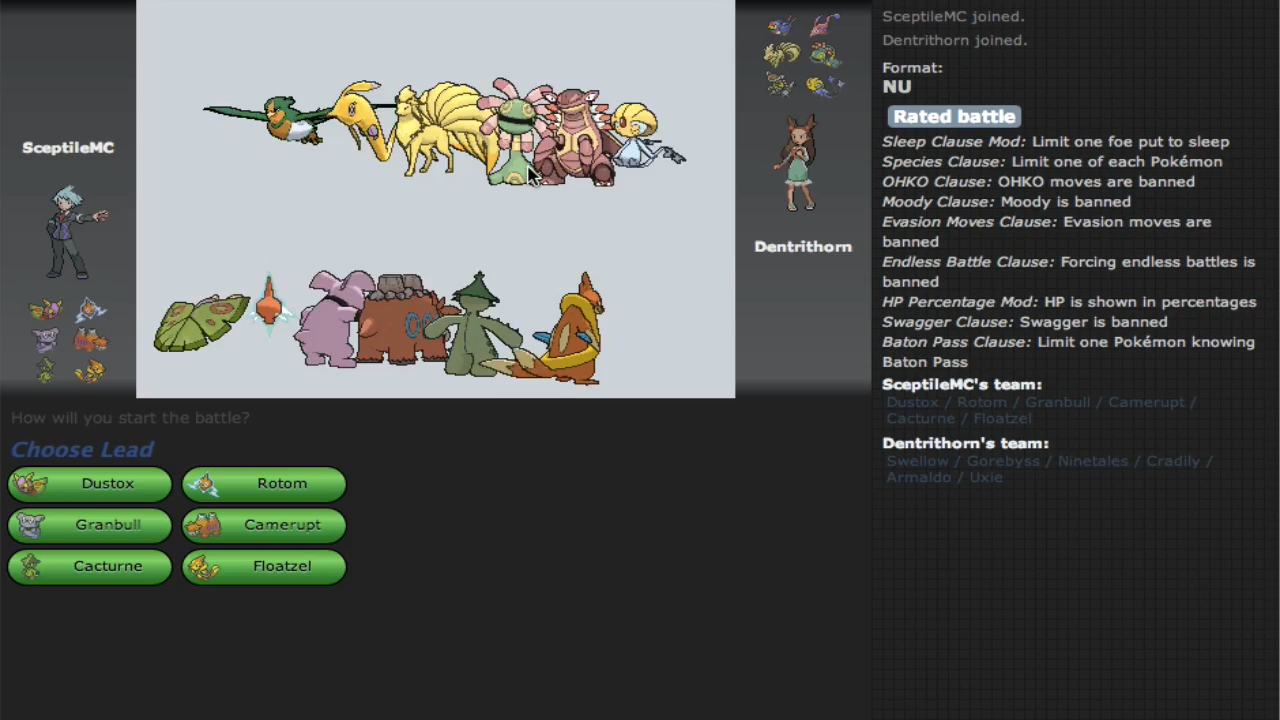 SceptileMC
Dentrithorn
SceptileMC joined.
Dentrithorn joined.
Format:
NU
Rated battle
Sleep Clause Mod: Limit one foe put to sleep
Species Clause: Limit one of each Pokémon
OHKO Clause: OHKO moves are banned
Moody Clause: Moody is banned
Evasion Moves Clause: Evasion moves are
banned
Endless Battle Clause: Forcing endless battles is
banned
HP Percentage Mod: HP is shown in percentages
Swagger Clause: Swagger is banned
Baton Pass Clause: Limit one Pokémon knowing
Baton Pass
SceptileMC's team:
Dustox / Rotom / Granbull / Camerupt /
Cacturne / Floatzel
Dentrithorn's team:
Swellow / Gorebyss / Ninetales / Cradily /
Armaldo / Uxie
How will you start the battle?
Choose Lead
Dustox
Rotom
Granbull
Camerupt
Cacturne
Floatzel